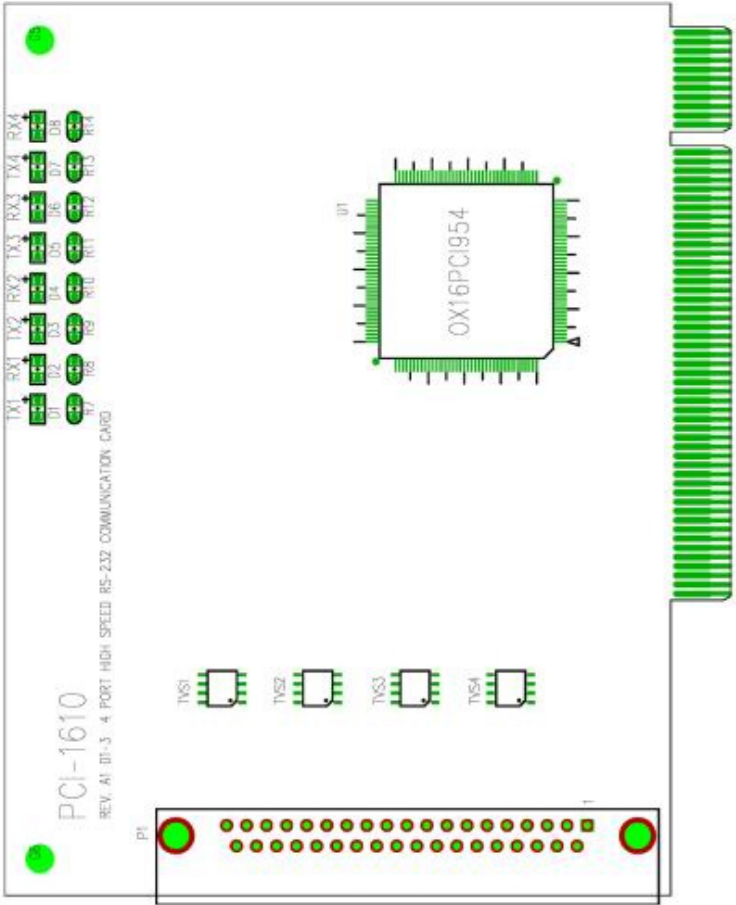 PCI-1610
REV. A1 01-3 4 PORT HIGH SPEED RS-232 COMMUNICATION CARD
TX1
RX1
TX2
RX2
TX3
RX3
TX4
RX4
D1
D2
D3
D4
D5
D6
D7
D8
R7
R8
R9
R10
R11
R12
R13
R14
U1
OX16PCI954
TVS1
TVS2
TVS3
TVS4
P1
1